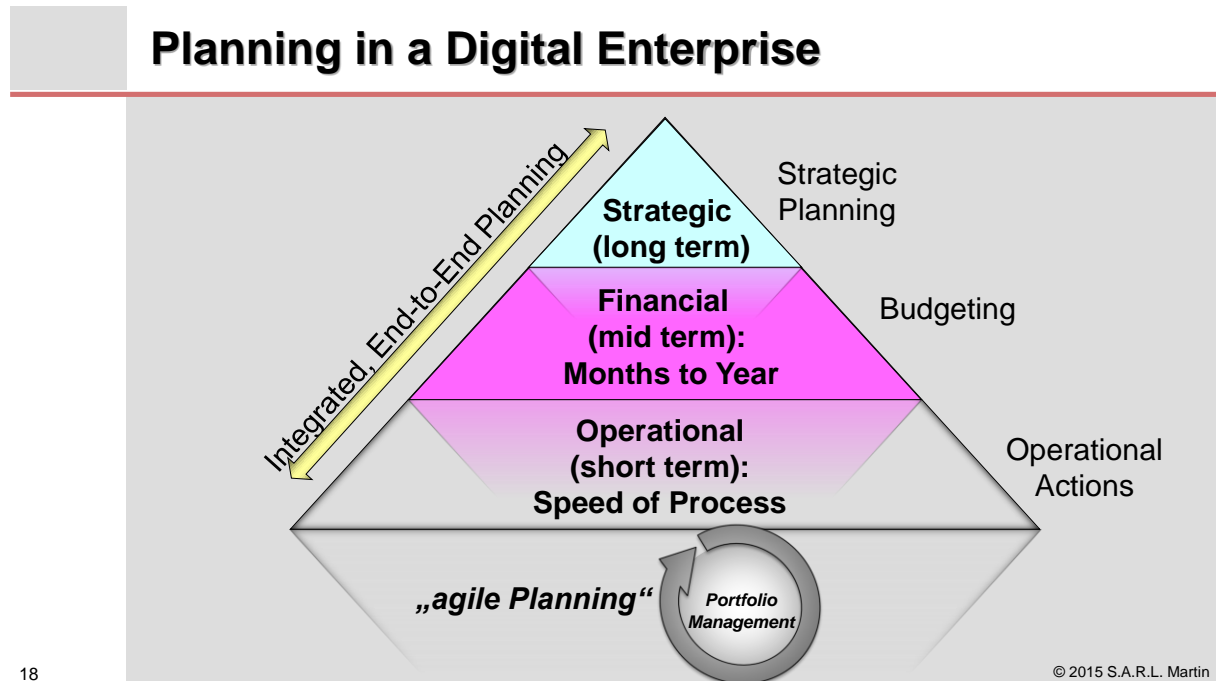 Planning in a Digital Enterprise
Integrated, End-to-End Planning
Strategic
(long term)
Strategic
Planning
Financial
(mid term):
Months to Year
Budgeting
Operational
(short term):
Speed of Process
Operational
Actions
„agile Planning“
Portfolio
Management
18
© 2015 S.A.R.L. Martin